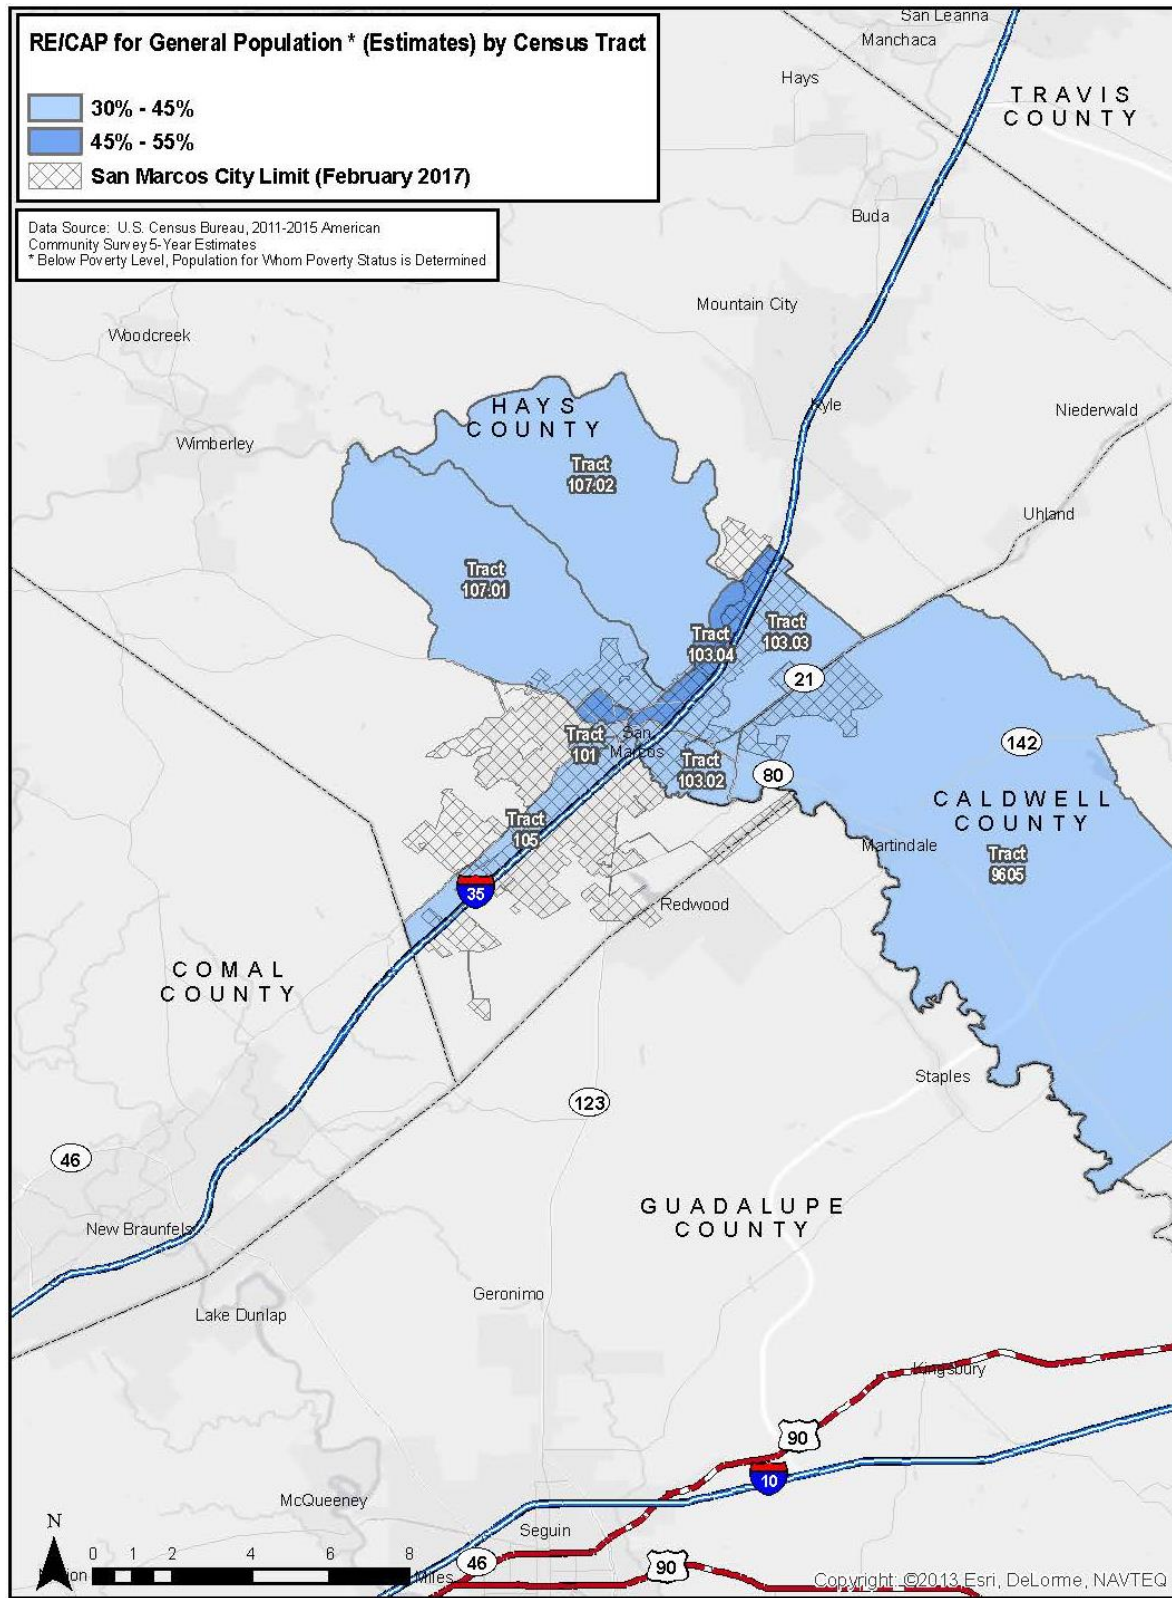 RE/CAP for General Population * (Estimates) by Census Tract
30% - 45%
45% - 55%
San Marcos City Limit (February 2017)
Data Source: U.S. Census Bureau, 2011-2015 American
Community Survey 5-Year Estimates
* Below Poverty Level, Population for Whom Poverty Status is Determined
San Leanna
Manchaca
Hays
TRAVIS
COUNTY
Buda
Mountain City
Woodcreek
HAYS
COUNTY
Kyle
Niederwald
Wimberley
Tract
107.02
Uhland
Tract
107.01
Tract
103.04
Tract
103.03
21
Tract
101
San
Marcos
Tract
103.02
142
80
CALDWELL
COUNTY
Tract
105
Martindale
Tract
9605
35
Redwood
COMAL
COUNTY
Staples
123
46
GUADALUPE
COUNTY
New Braunfels
Geronimo
Lake Dunlap
Kingsbury
90
10
McQueeney
Seguin
N
0 1 2 4 6 8
Miles
46
90
Copyright:©2013 Esri, DeLorme, NAVTEQ